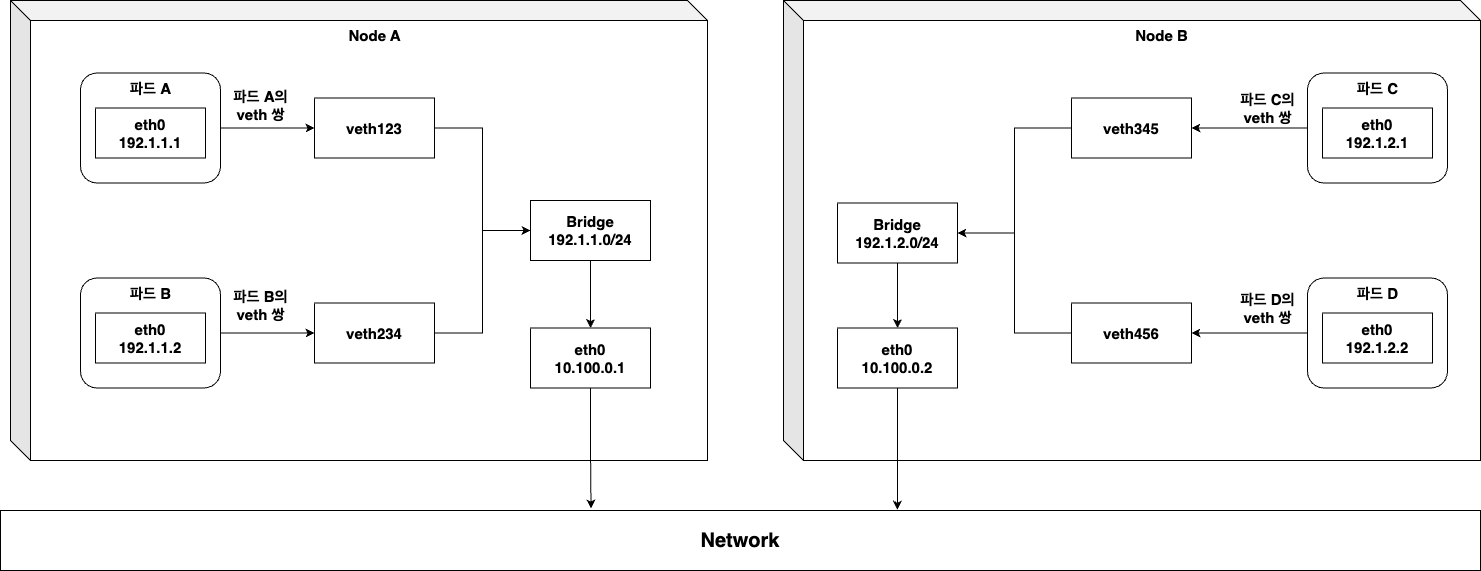 Node A
파드 A
eth0
192.1.1.1
파드 A의
veth 쌍
veth123
파드 B
eth0
192.1.1.2
파드 B의
veth 쌍
veth234
Bridge
192.1.1.0/24
eth0
10.100.0.1
Node B
파드 C
eth0
192.1.2.1
파드 C의
veth 쌍
veth345
파드 D
eth0
192.1.2.2
파드 D의
veth 쌍
veth456
Bridge
192.1.2.0/24
eth0
10.100.0.2
Network